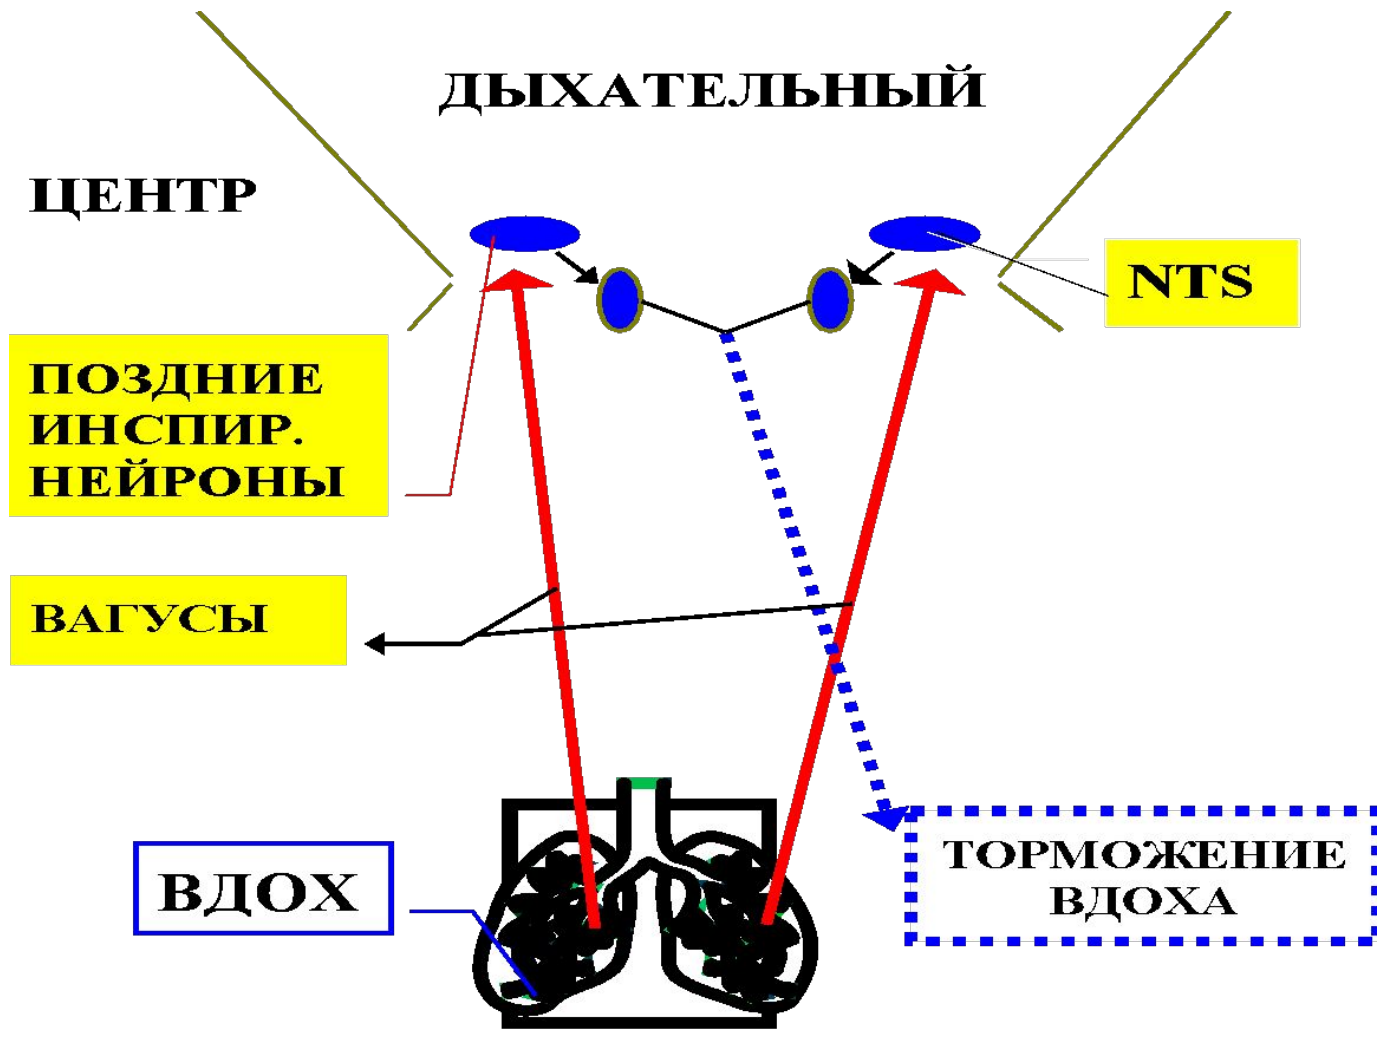 ДЫХАТЕЛЬНЫЙ
ЦЕНТР
NTS
ПОЗДНИЕ
ИНСПИР.
НЕЙРОНЫ
ВАГУСЫ
ВДОХ
ТОРМОЖЕНИЕ
ВДОХА